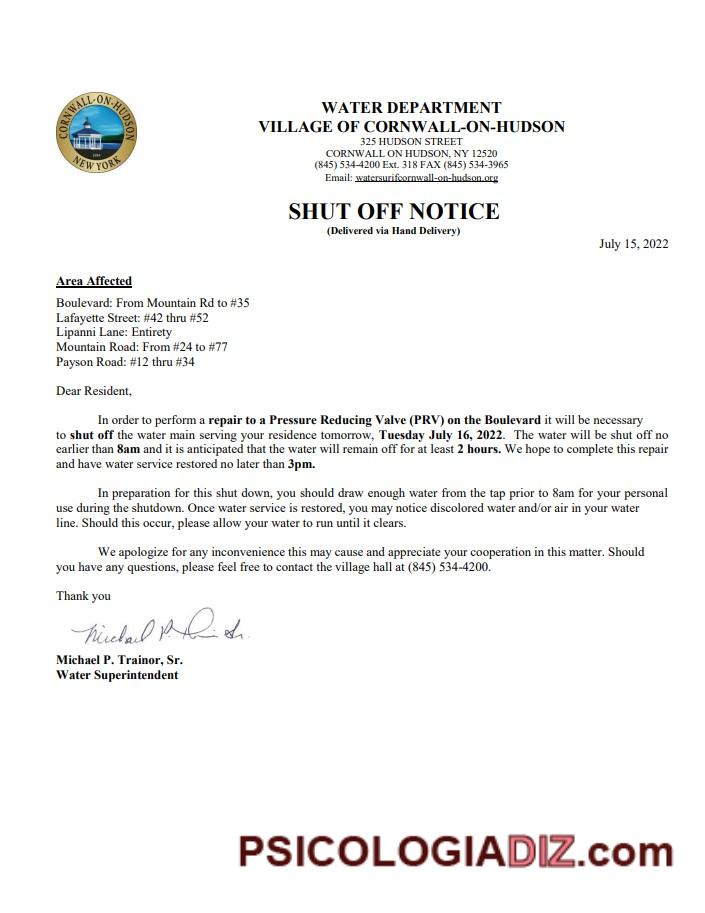 CORNWALL-ON-HUDSON
NEW YORK
WATER DEPARTMENT
VILLAGE OF CORNWALL-ON-HUDSON
325 HUDSON STREET
CORNWALL ON HUDSON, NY 12520
(845) 534-4200 Ext. 318 FAX (845) 534-3965
Email: watersurifcornwall-on-hudson.org
SHUT OFF NOTICE
(Delivered via Hand Delivery)
July 15, 2022
Area Affected
Boulevard: From Mountain Rd to #35
Lafayette Street: #42 thru #52
Lipanni Lane: Entirety
Mountain Road: From #24 to #77
Payson Road: #12 thru #34
Dear Resident,
In order to perform a repair to a Pressure Reducing Valve (PRV) on the Boulevard it will be necessary
to shut off the water main serving your residence tomorrow, Tuesday July 16, 2022. The water will be shut off no
earlier than 8am and it is anticipated that the water will remain off for at least 2 hours. We hope to complete this repair
and have water service restored no later than 3pm.
In preparation for this shut down, you should draw enough water from the tap prior to 8am for your personal
use during the shutdown. Once water service is restored, you may notice discolored water and/or air in your water
line. Should this occur, please allow your water to run until it clears.
We apologize for any inconvenience this may cause and appreciate your cooperation in this matter. Should
you have any questions, please feel free to contact the village hall at (845) 534-4200.
Thank you
Michael P. Trainor, Sr.
Water Superintendent
PSICOLOGIADIZ.com